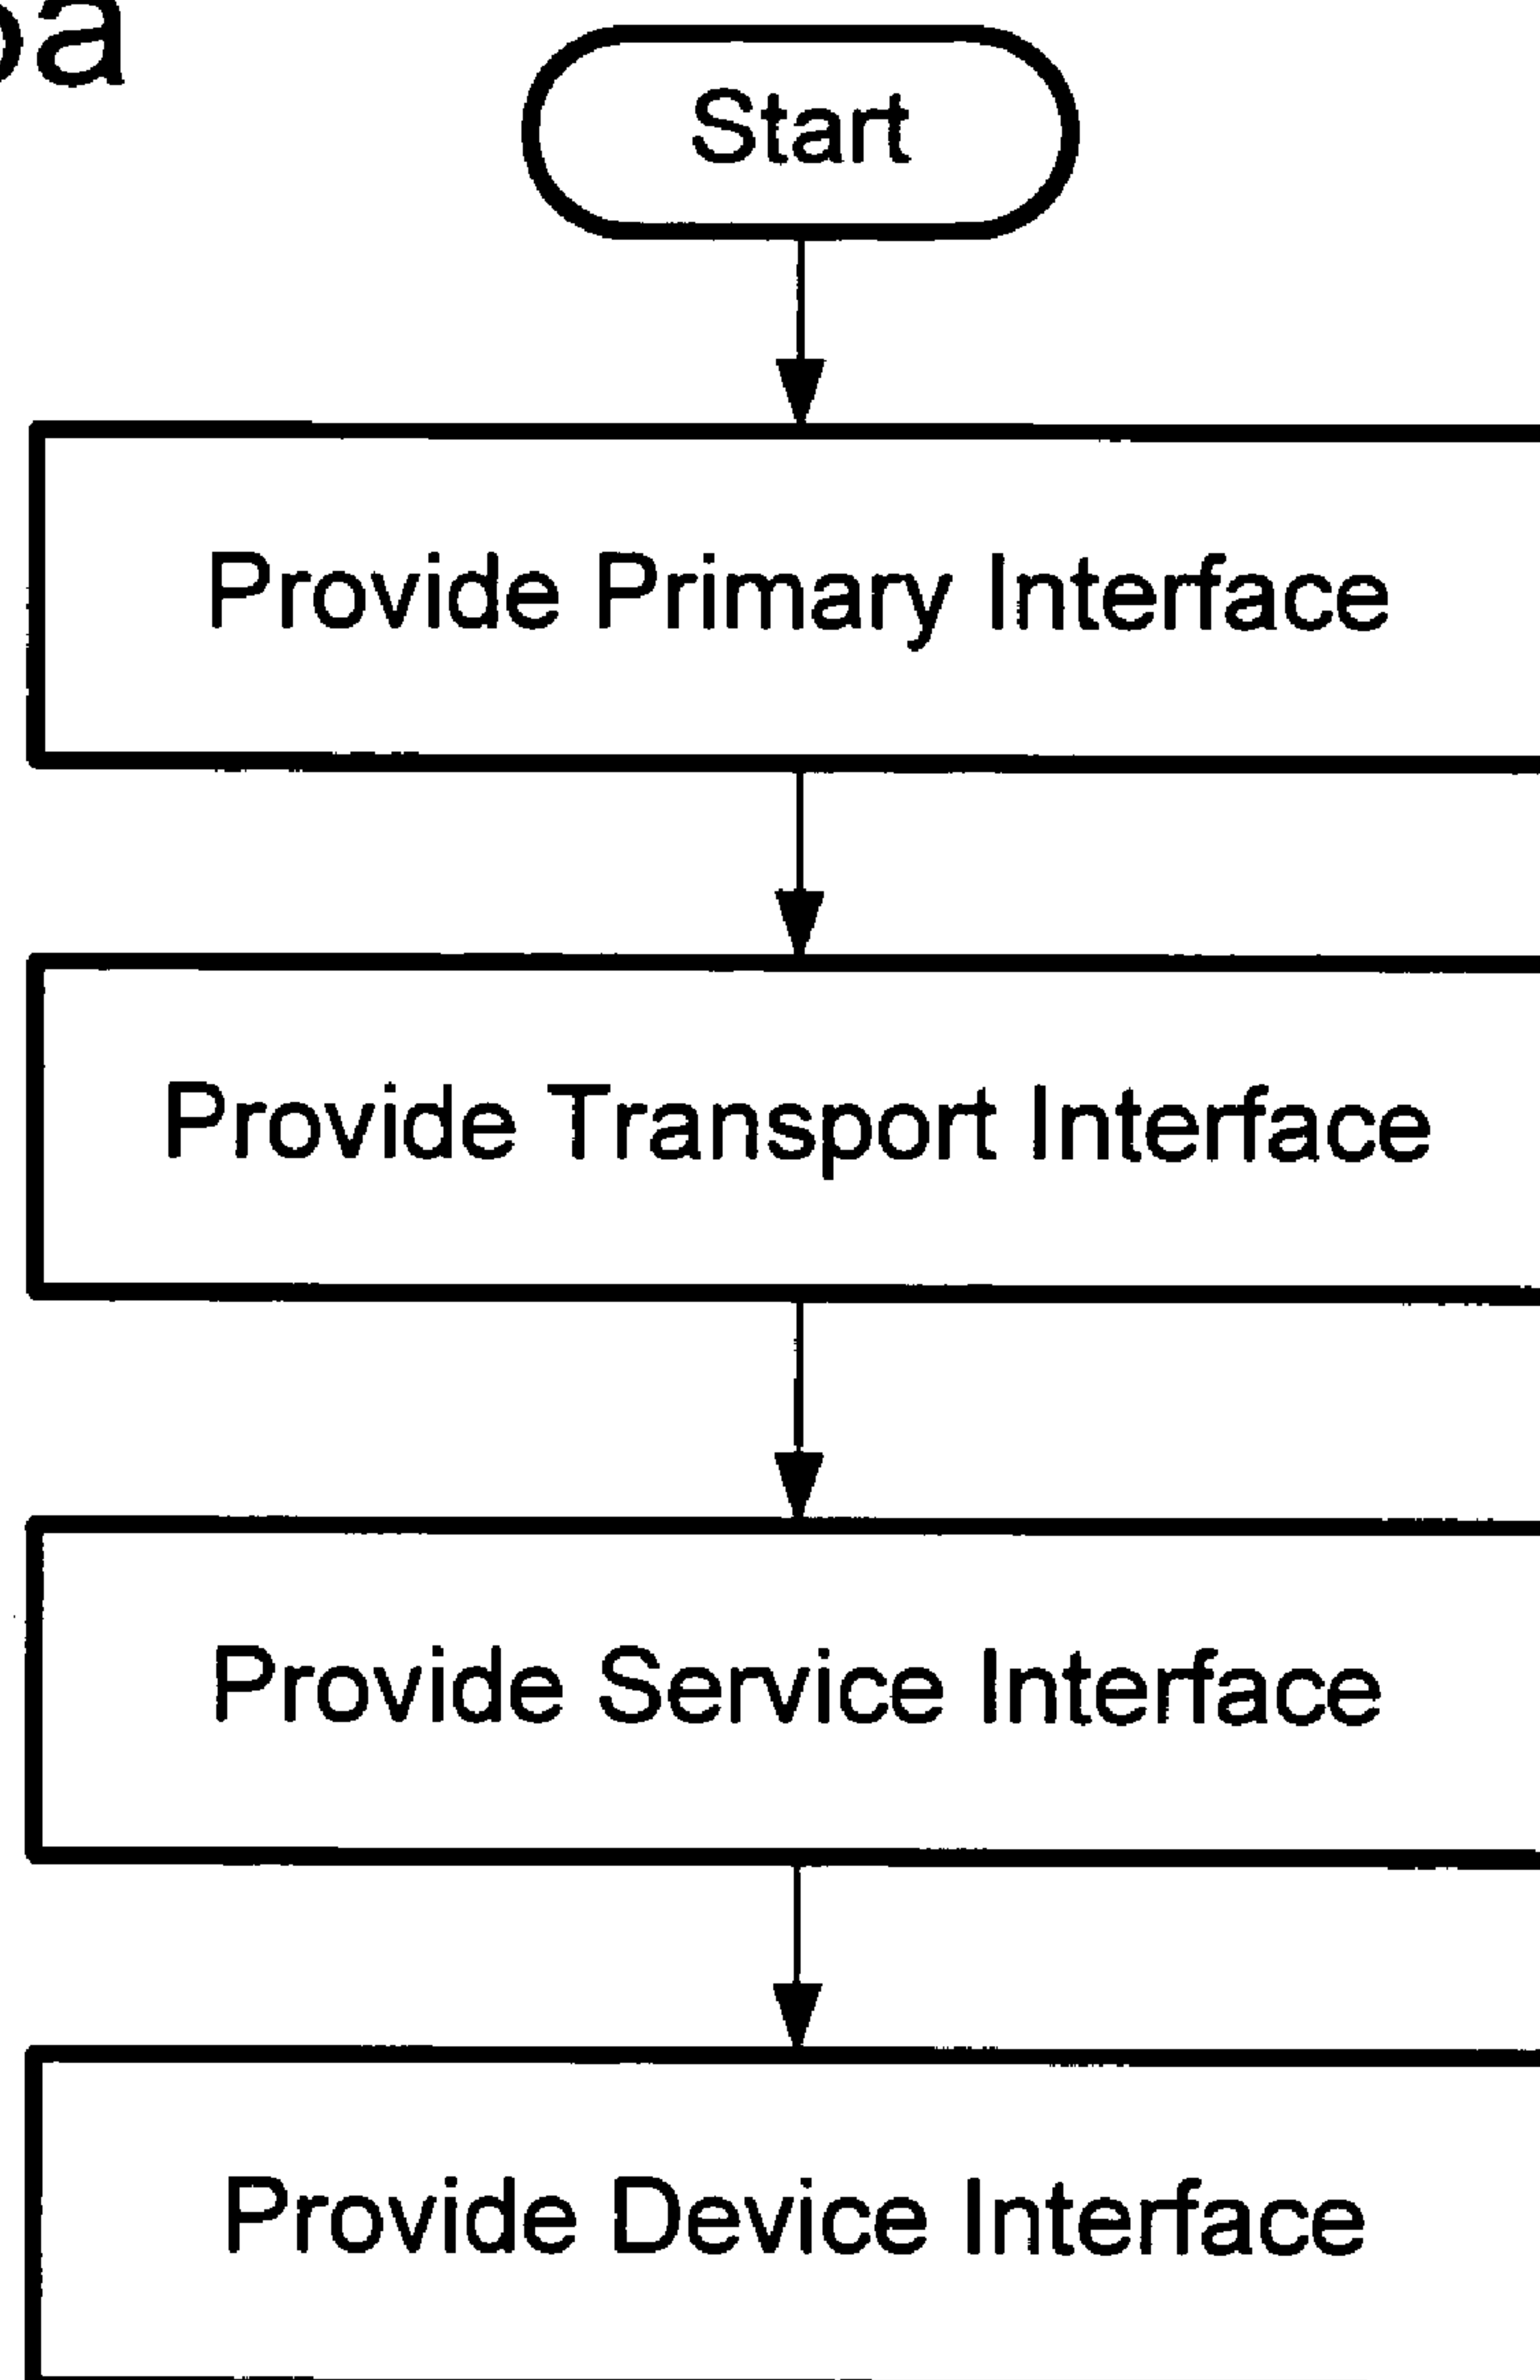 Start
Provide Primary Interface
Provide Transport Interface
Provide Service Interface
Provide Device Interface